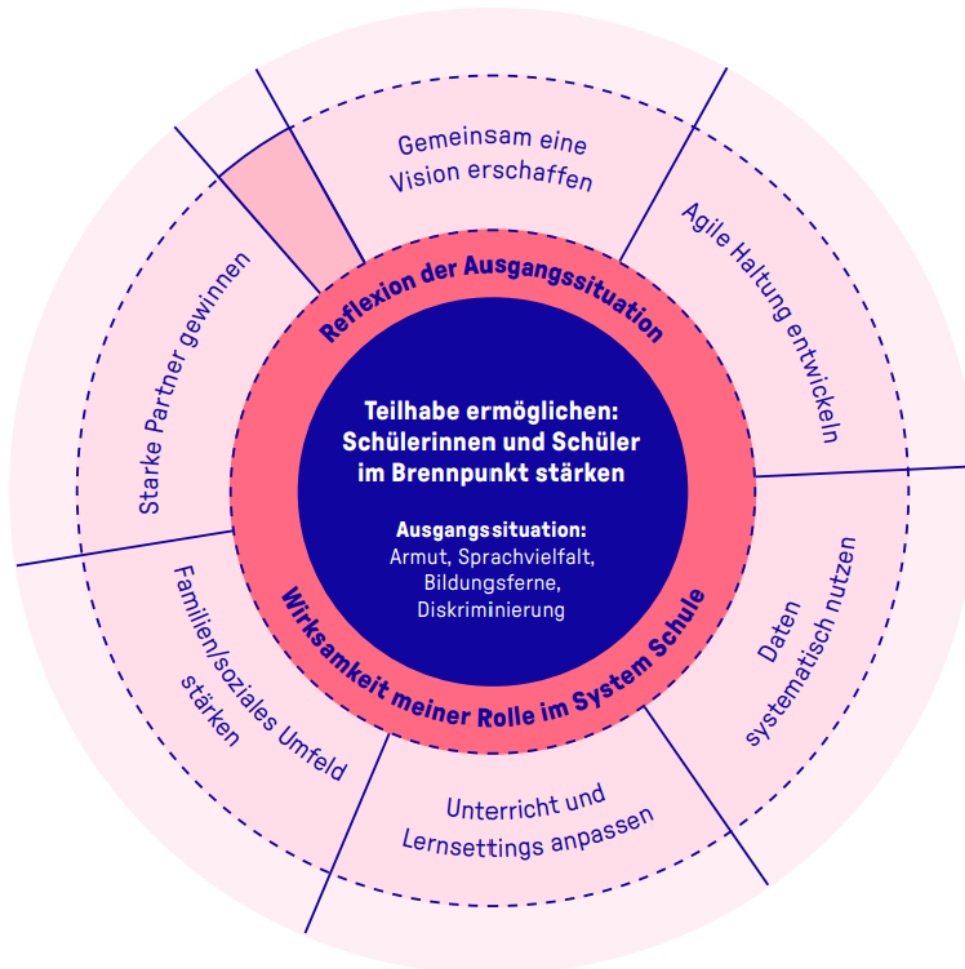 Gemeinsam eine
Vision erschaffen
Agile Haltung entwickeln
Daten
systematisch nutzen
Unterricht und
Lernsettings anpassen
Familien/soziales Umfeld
stärken
Starke Partner gewinnen
Reflexion der Ausgangssituation
Wirksamkeit meiner Rolle im System Schule
Teilhabe ermöglichen:
Schülerinnen und Schüler
im Brennpunkt stärken
Ausgangssituation:
Armut, Sprachvielfalt,
Bildungsferne,
Diskriminierung